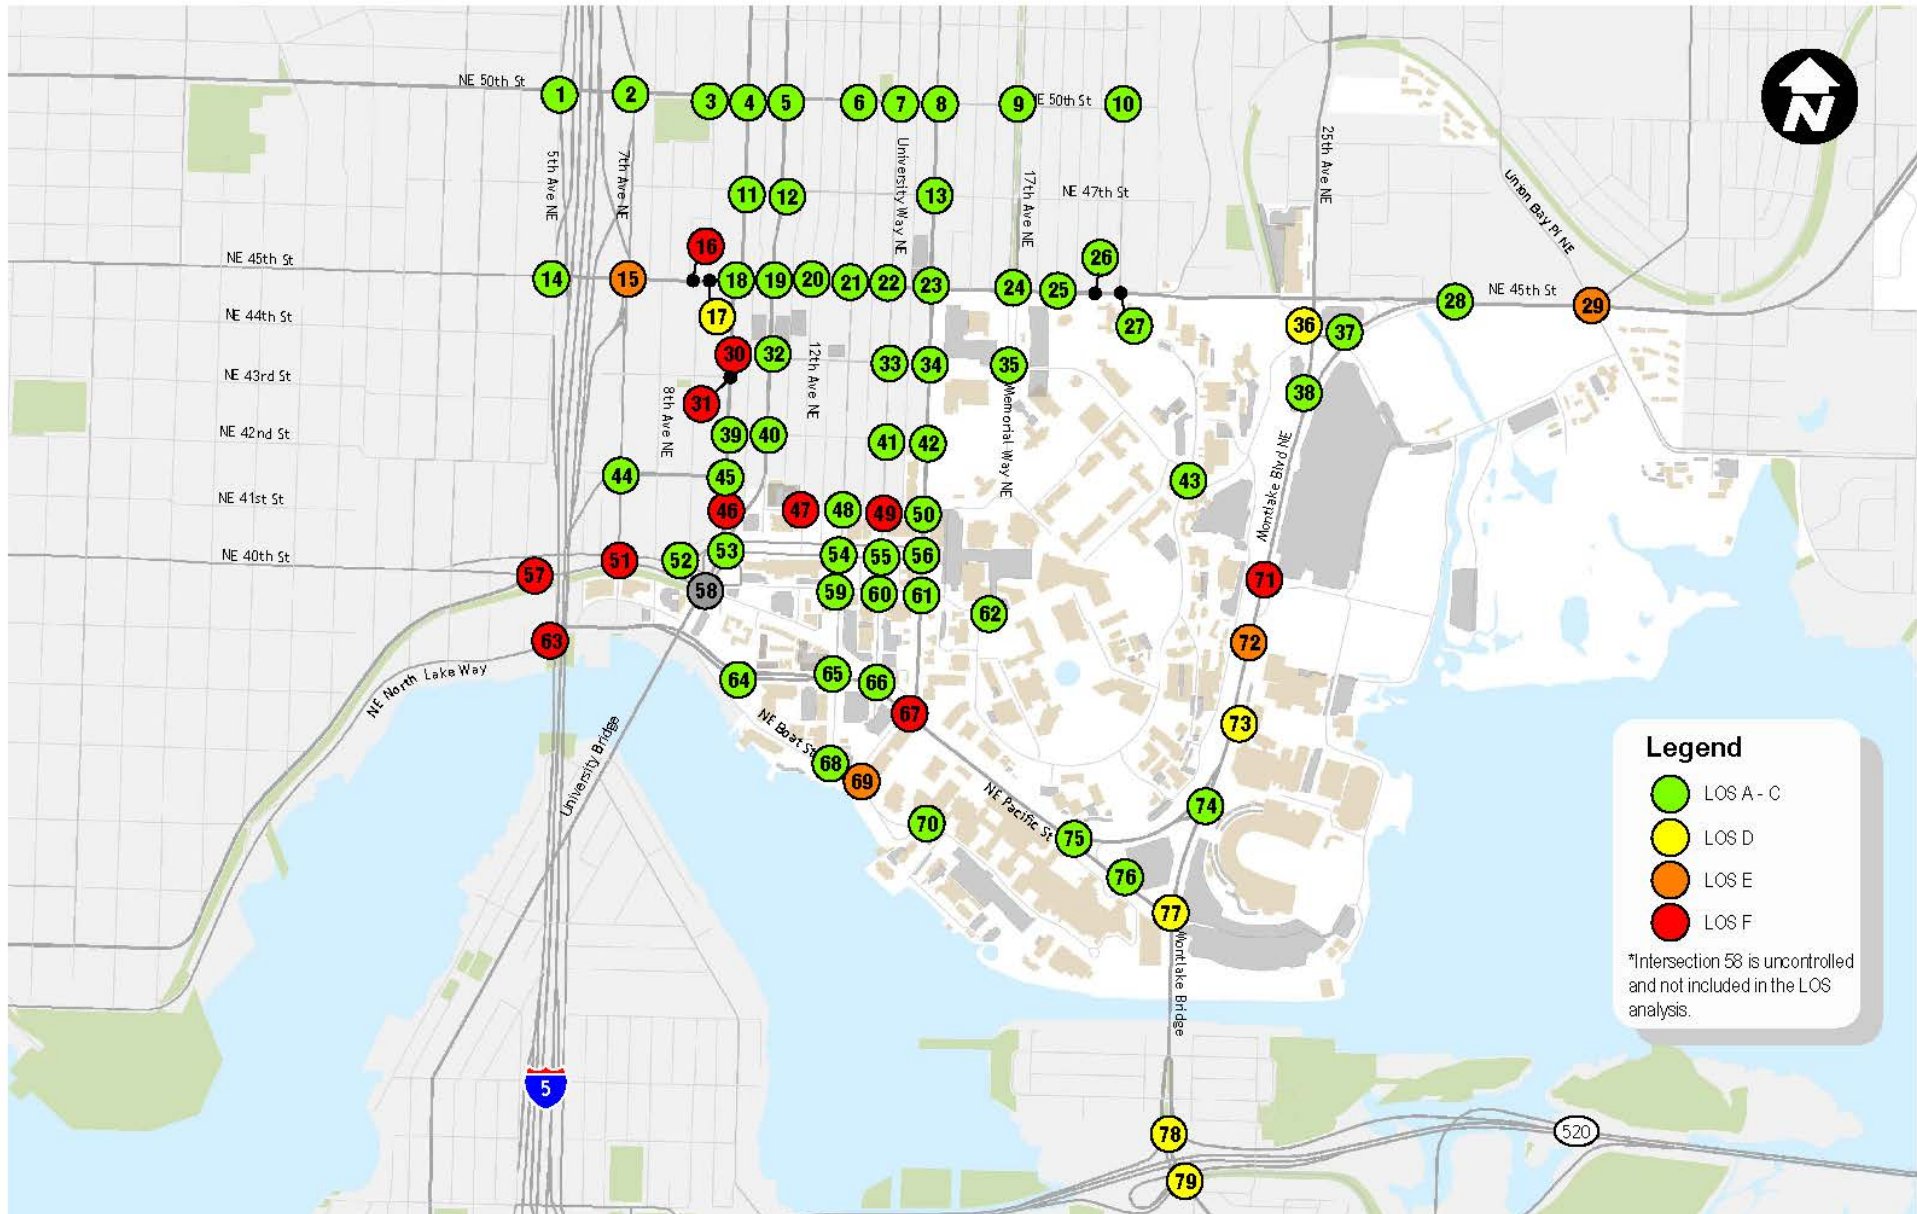 NE 50th St
1
2
3
4
5
6
7
8
9
E 50th St
10
N
5th Ave NE
7th Ave NE
University Way NE
17th Ave NE
NE 47th St
25th Ave NE
Union Bay Pl NE
11
12
13
16
26
NE 45th St
14
15
18
19
20
21
22
23
24
25
28
NE 45th St
29
NE 44th St
17
27
36
37
30
32
12th Ave NE
33
34
35
NE 43rd St
31
8th Ave NE
38
Memorial Way NE
NE 42nd St
39
40
41
42
44
45
43
Montlake Blvd NE
NE 41st St
46
47
48
49
50
NE 40th St
51
52
53
54
55
56
57
58
59
60
61
62
71
63
72
NE North Lake Way
64
65
66
67
73
NE Boat St
University Bridge
68
69
70
NE Pacific St
74
75
76
77
Montlake Bridge
Legend
LOS A - C
LOS D
LOS E
LOS F
*Intersection 58 is uncontrolled
and not included in the LOS
analysis.
5
78
520
79